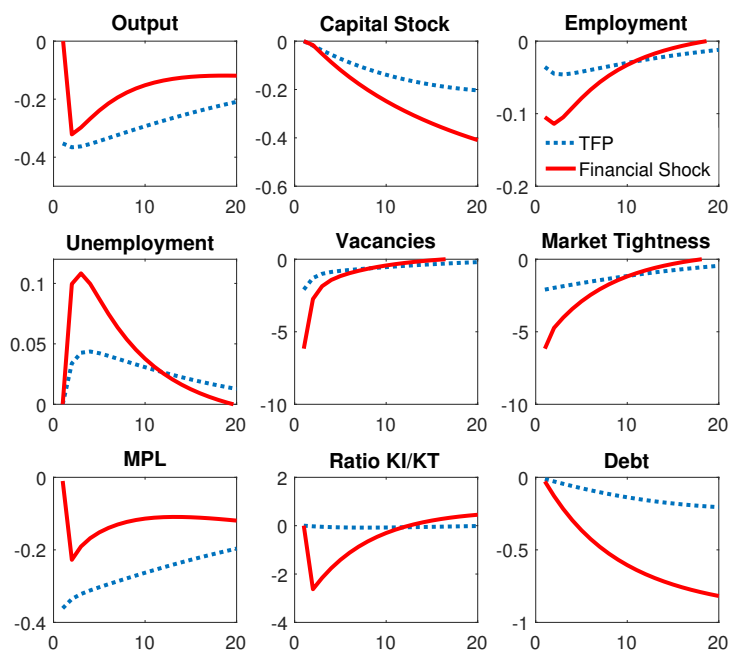 Output
0
-0.2
-0.4
0 10 20
Capital Stock
0
-0.2
-0.4
-0.6
0 10 20
Employment
0
-0.1
-0.2
TFP
Financial Shock
0 10 20
Unemployment
0.1
0.05
0
0 10 20
Vacancies
0
-5
-10
0 10 20
Market Tightness
0
-5
-10
0 10 20
MPL
0
-0.2
-0.4
0 10 20
Ratio KI/KT
2
0
-2
-4
0 10 20
Debt
0
-0.5
-1
0 10 20